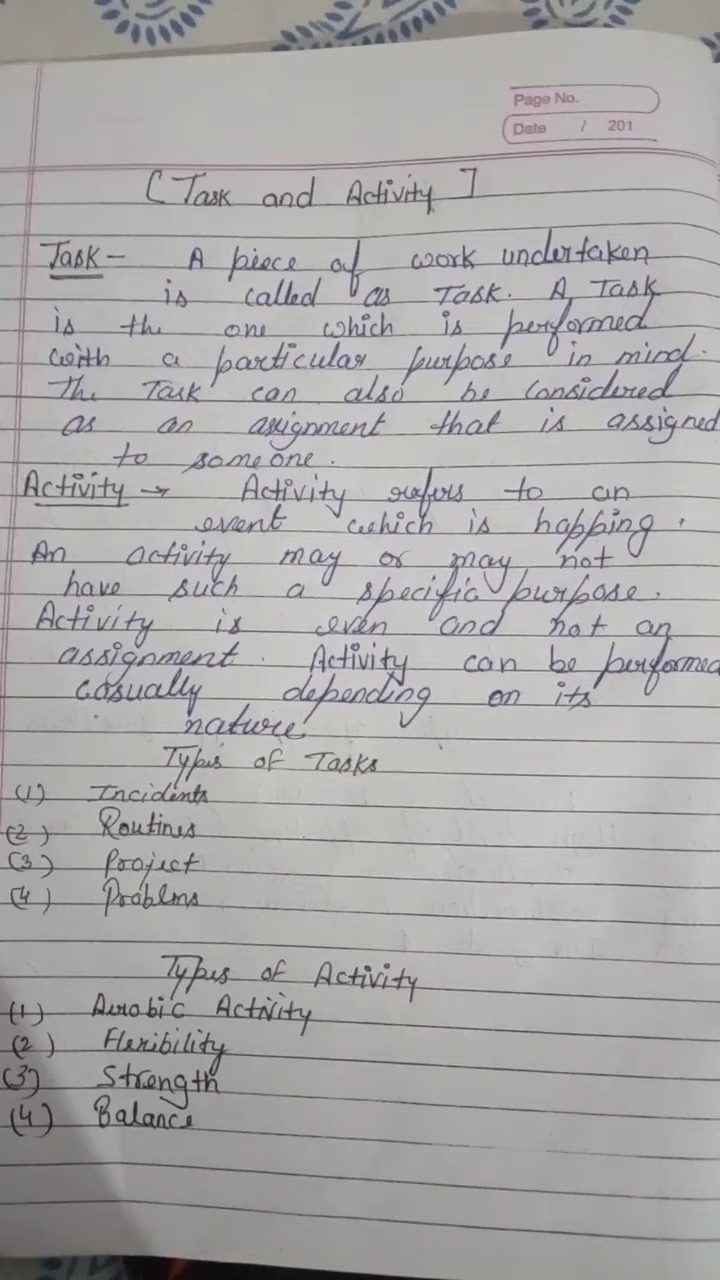 Page No.
Date / 201
[ Task and Activity ]
Task - A piece of work undertaken
is called as Task. A Task
is the one which is performed
with a particular purpose in mind.
The Task can also be Considered
as an assignment that is assigned
to someone.
Activity → Activity refers to an
event which is happing.
An activity may or may not
have such a specific purpose.
Activity is even and not an
assignment. Activity can be performed
casually depending on its
nature
Types of Tasks
(1) Incidents
(2) Routines
(3) Project
(4) Problms
Types of Activity
(1) Aerobic Activity
(2) Flexibility
(3) Strength
(4) Balance